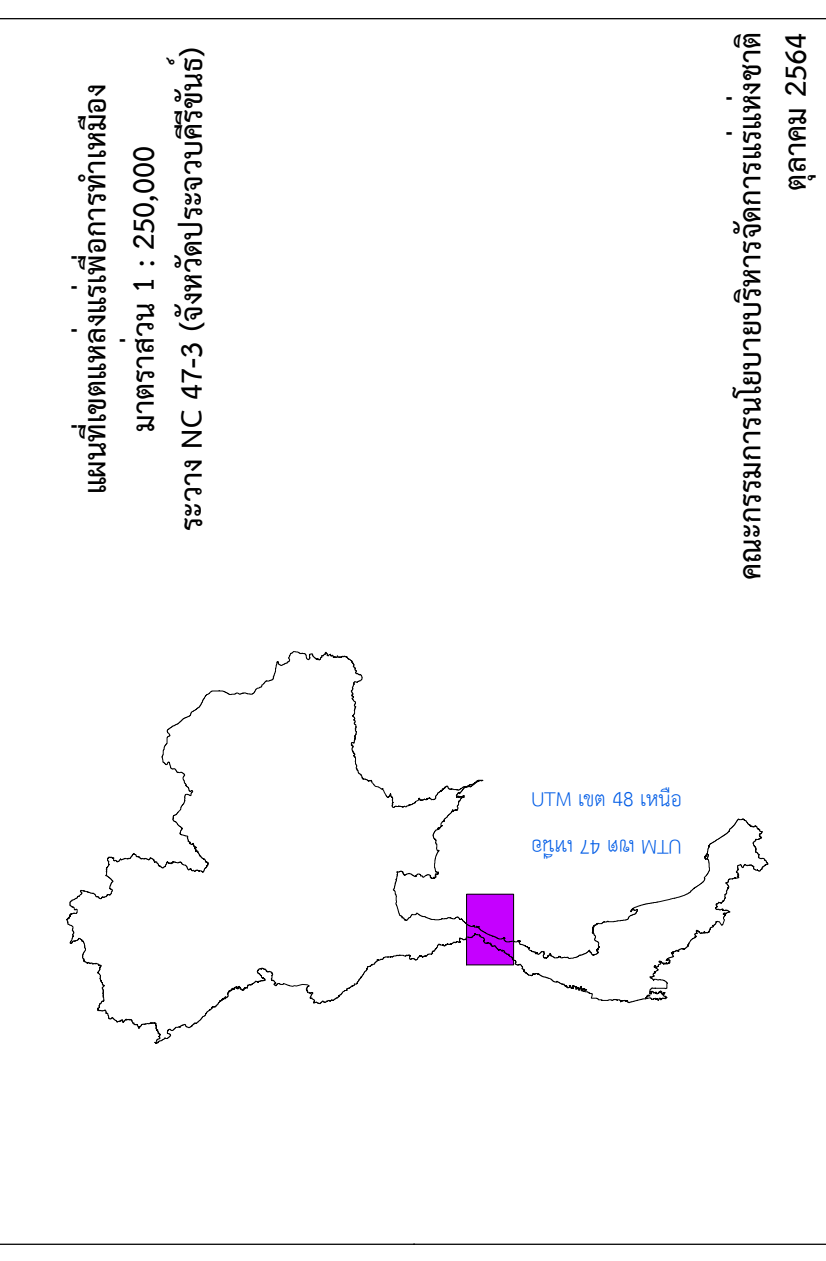 แผนที่เขตแหล่งแร่เพื่อการทำเหมือง
มาตราส่วน 1 : 250,000
ระวาง NC 47-3 (จังหวัดประจวบคีรีขันธ์)
คณะกรรมการนโยบายบริหารจัดการแร่แห่งชาติ
ตุลาคม 2564
UTM เขต 48 เหนือ
UTM เขต 47 เหนือ